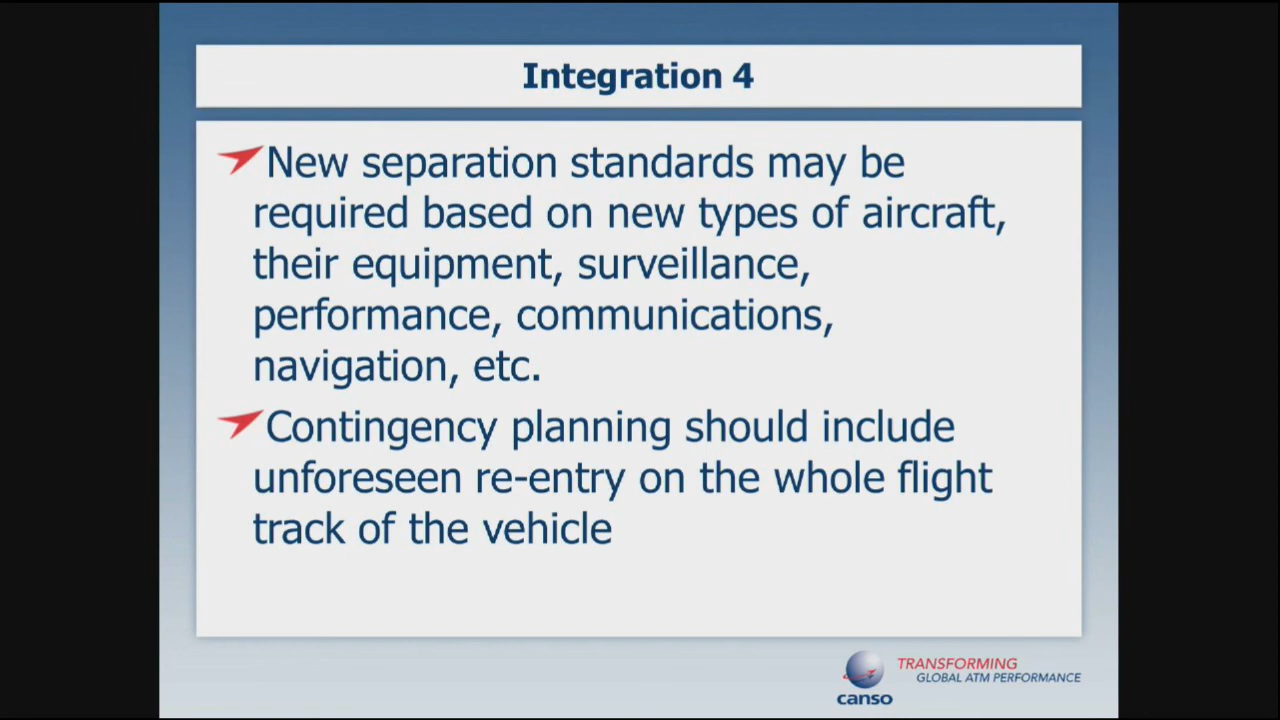 Integration 4
New separation standards may be
required based on new types of aircraft,
their equipment, surveillance,
performance, communications,
navigation, etc.
Contingency planning should include
unforeseen re-entry on the whole flight
track of the vehicle
TRANSFORMING
GLOBAL ATM PERFORMANCE
canso